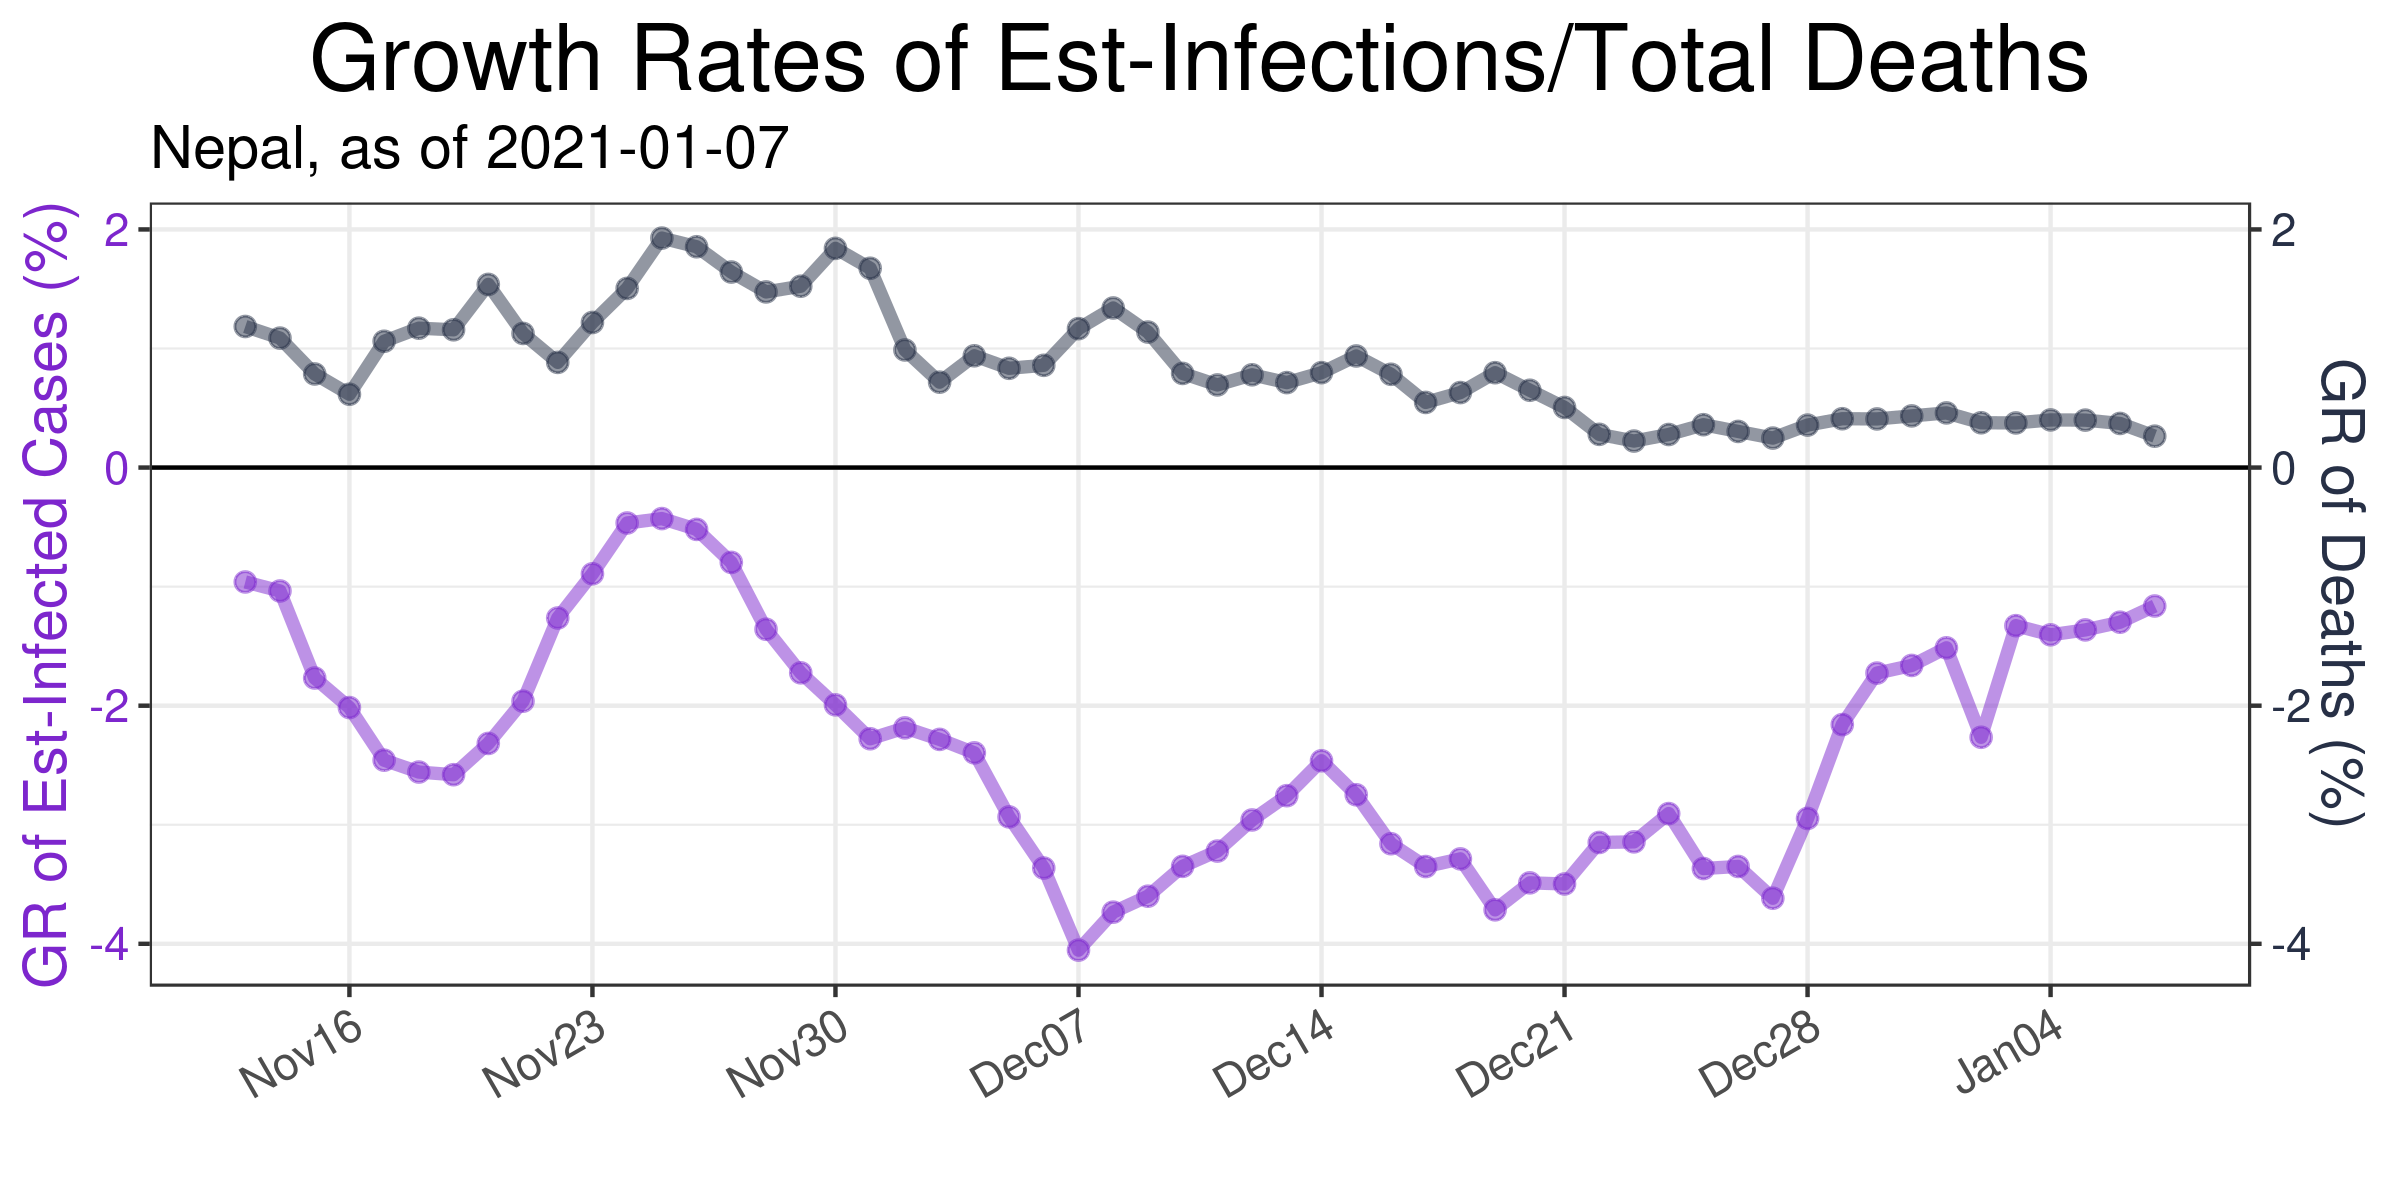 Growth Rates of Est-Infections/Total Deaths
Nepal, as of 2021-01-07
GR of Est-Infected Cases (%)
2
0
-2
-4
2
0
-2
-4
GR of Deaths (%)
Nov16
Nov23
Nov30
Dec07
Dec14
Dec21
Dec28
Jan04